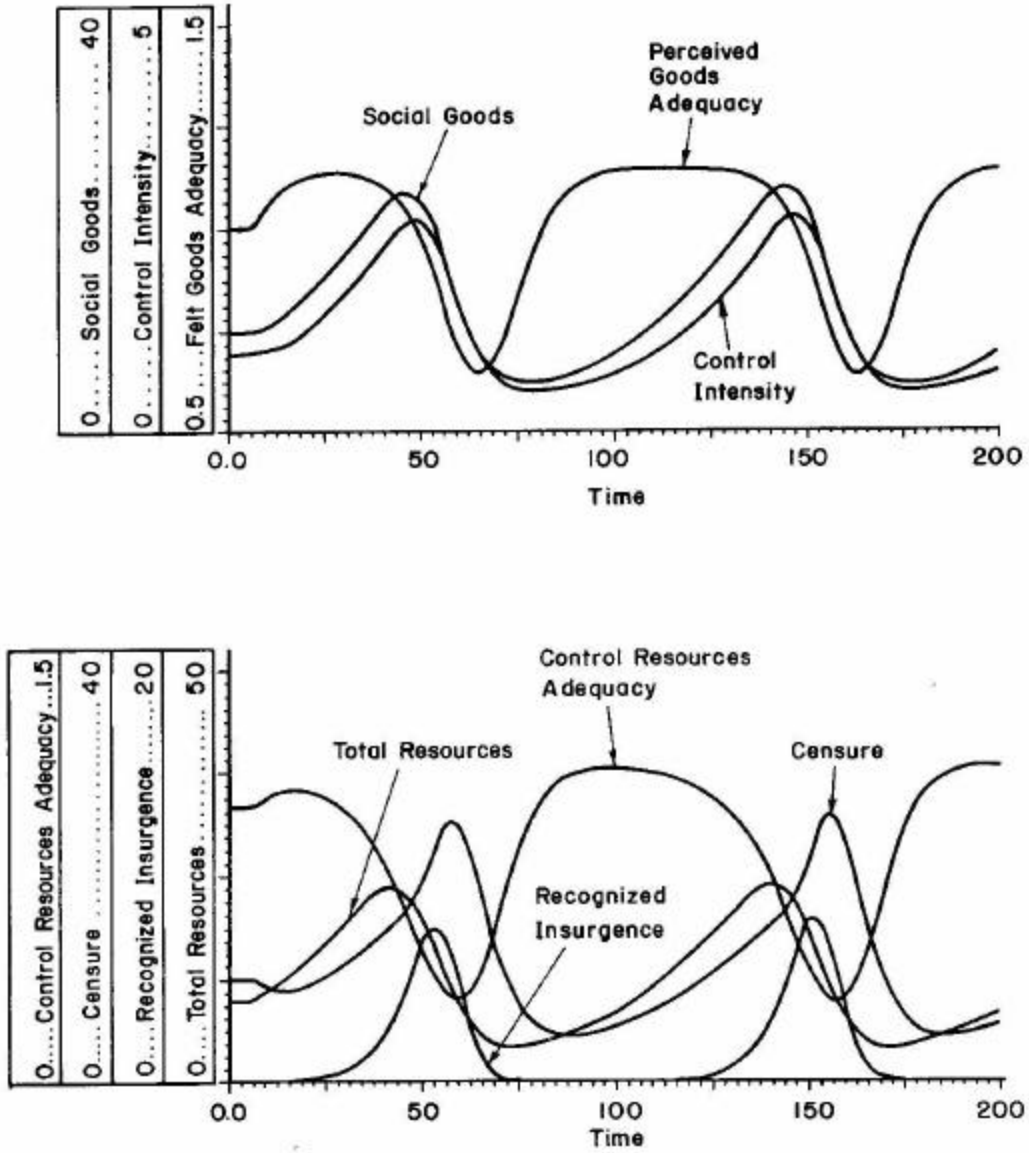 0.....Social Goods..........40
0.....Control Intensity.....5
0.5....Felt Goods Adequacy......1.5
Perceived
Goods
Adequacy
Social Goods
Control
Intensity
0.0
50
100
150
200
Time
0....Control Resources Adequacy...1.5
0....Censure..........40
0...Recognized Insurgence......20
0...Total Resources..........50
Control Resources
Adequacy
Total Resources
Censure
Recognized
Insurgence
0.0
50
100
150
200
Time